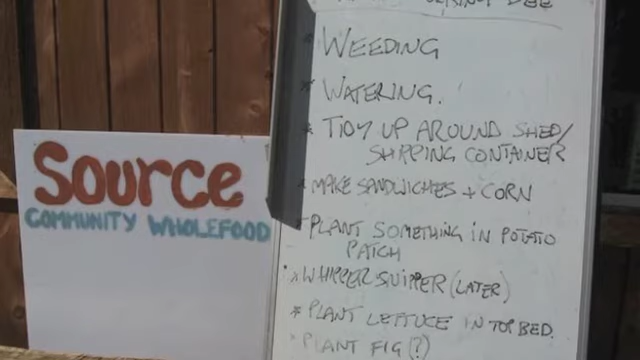 Source
COMMUNITY WHOLEFOOD
WEEDING
* WATERING.
* TIDY UP AROUND SHED/
SHIPPING CONTAINER
* MAKE SANDWICHES + CORN
* PLANT SOMETHING IN POTATO
PATCH
* WHIPPER SNIPPER (LATER)
* PLANT LETTUCE IN TOP BED.
* PLANT FIG (?)